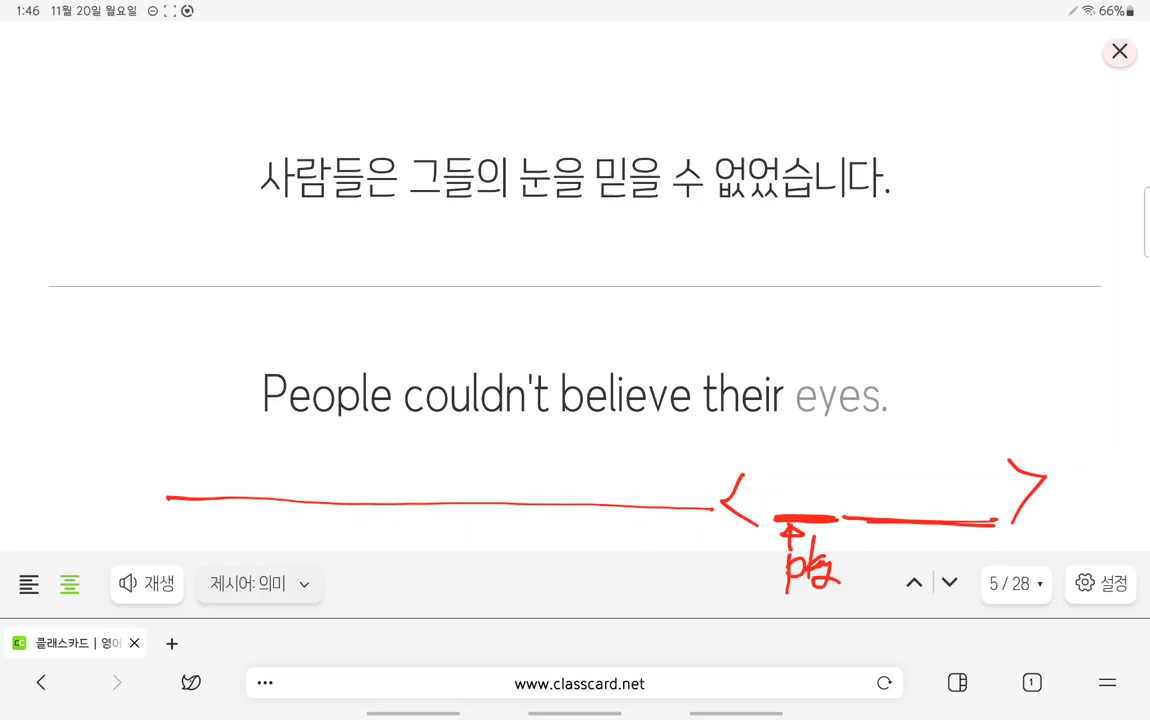 1:46 11월 20일 월요일 66%
사람들은 그들의 눈을 믿을 수 없었습니다.
People couldn't believe their eyes.
재생 제시어: 의미 5 / 28 설정
클래스카드 | 영어
www.classcard.net 1